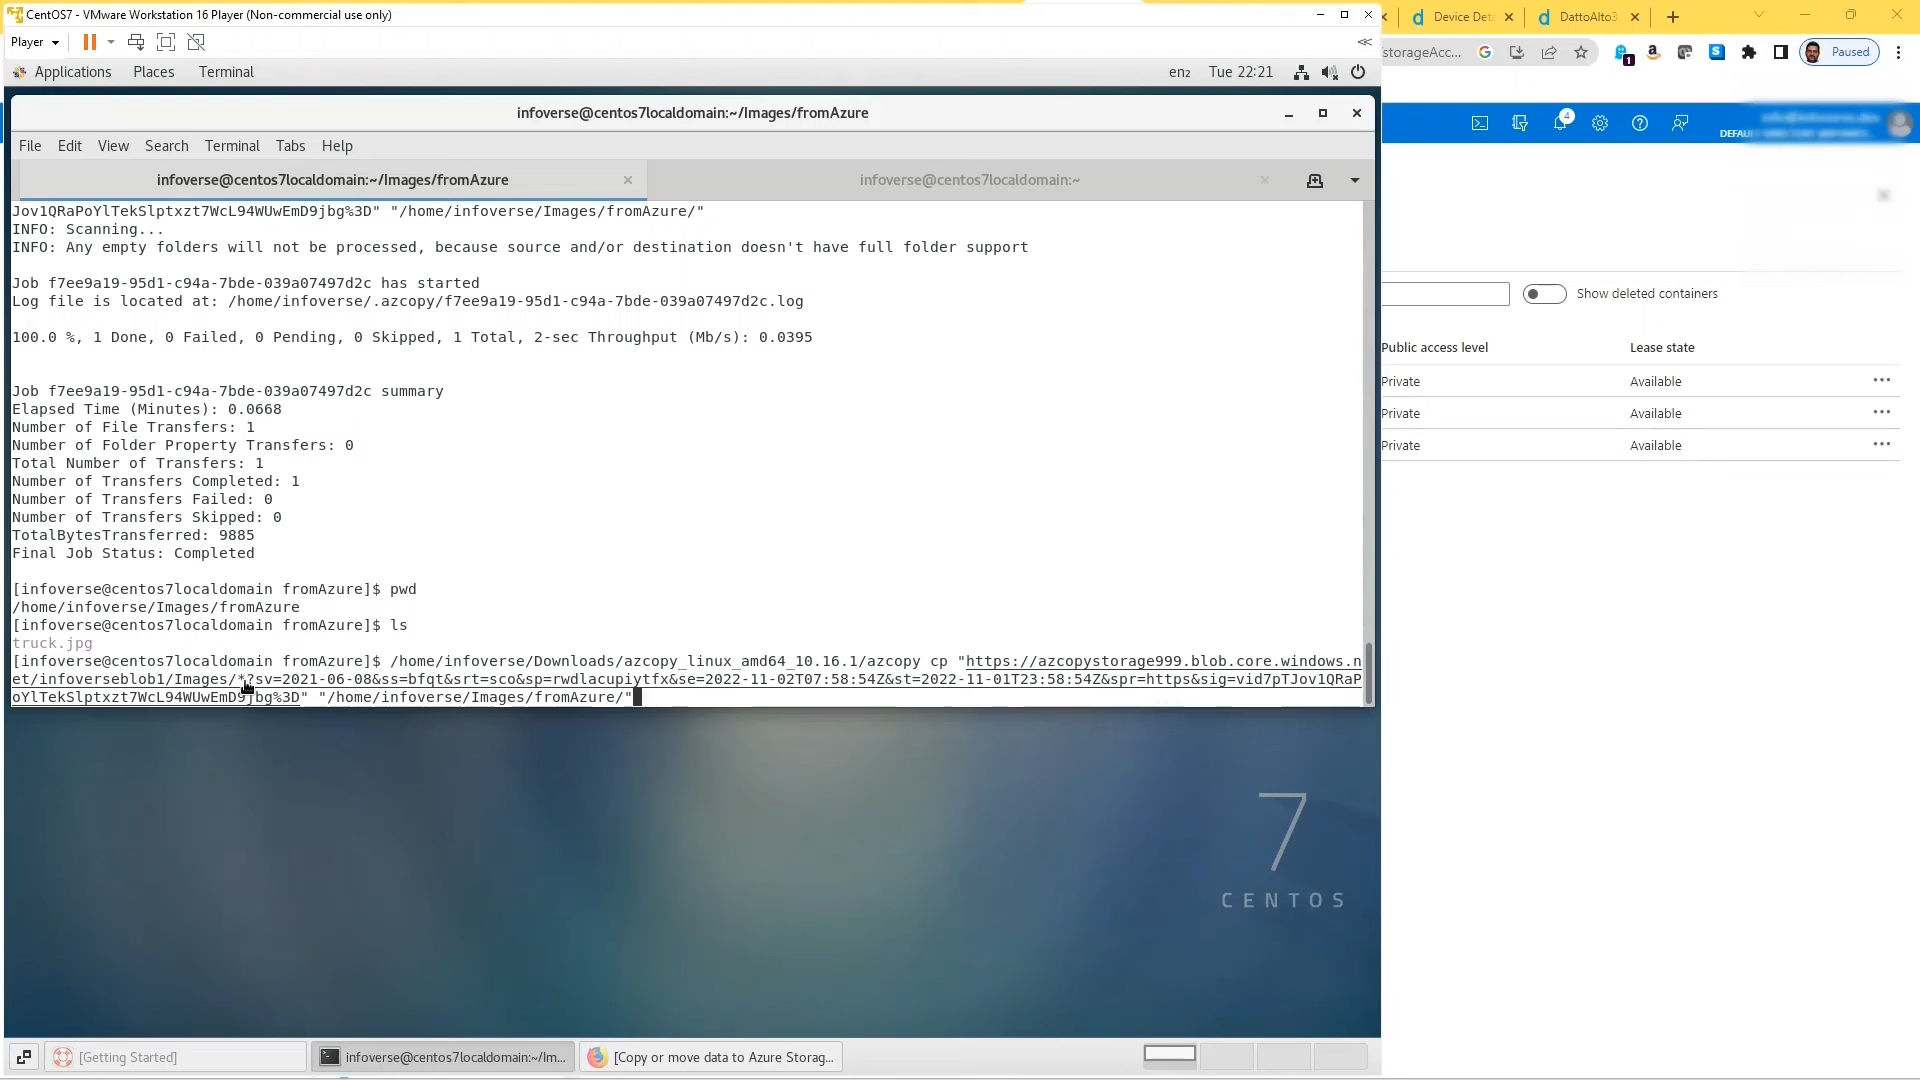 CentOS7 - VMware Workstation 16 Player (Non-commercial use only)
Player
Applications Places Terminal
en2 Tue 22:21
infoverse@centos7localdomain:~/Images/fromAzure
File Edit View Search Terminal Tabs Help
infoverse@centos7localdomain:~/Images/fromAzure
infoverse@centos7localdomain:~
Jov1QRaPoYlTekSlptxzt7WcL94WUwEmD9jbg%3D" "/home/infoverse/Images/fromAzure/"
INFO: Scanning...
INFO: Any empty folders will not be processed, because source and/or destination doesn't have full folder support
Job f7ee9a19-95d1-c94a-7bde-039a07497d2c has started
Log file is located at: /home/infoverse/.azcopy/f7ee9a19-95d1-c94a-7bde-039a07497d2c.log
100.0 %, 1 Done, 0 Failed, 0 Pending, 0 Skipped, 1 Total, 2-sec Throughput (Mb/s): 0.0395
Job f7ee9a19-95d1-c94a-7bde-039a07497d2c summary
Elapsed Time (Minutes): 0.0668
Number of File Transfers: 1
Number of Folder Property Transfers: 0
Total Number of Transfers: 1
Number of Transfers Completed: 1
Number of Transfers Failed: 0
Number of Transfers Skipped: 0
TotalBytesTransferred: 9885
Final Job Status: Completed
[infoverse@centos7localdomain fromAzure]$ pwd
/home/infoverse/Images/fromAzure
[infoverse@centos7localdomain fromAzure]$ ls
truck.jpg
[infoverse@centos7localdomain fromAzure]$ /home/infoverse/Downloads/azcopy_linux_amd64_10.16.1/azcopy cp "https://azcopystorage999.blob.core.windows.n
et/infoverseblob1/Images/*?sv=2021-06-08&ss=bfqt&srt=sco&sp=rwdlacupiytfx&se=2022-11-02T07:58:54Z&st=2022-11-01T23:58:54Z&spr=https&sig=vid7pTJov1QRaP
oYlTekSlptxzt7WcL94WUwEmD9jbg%3D" "/home/infoverse/Images/fromAzure/"
7
CENTOS
[Getting Started]
infoverse@centos7localdomain:~/Im...
[Copy or move data to Azure Storag...
Device Det
DattoAlto3
storageAcc...
1
Paused
4
DEFAU
Show deleted containers
Public access level Lease state
Private Available
Private Available
Private Available